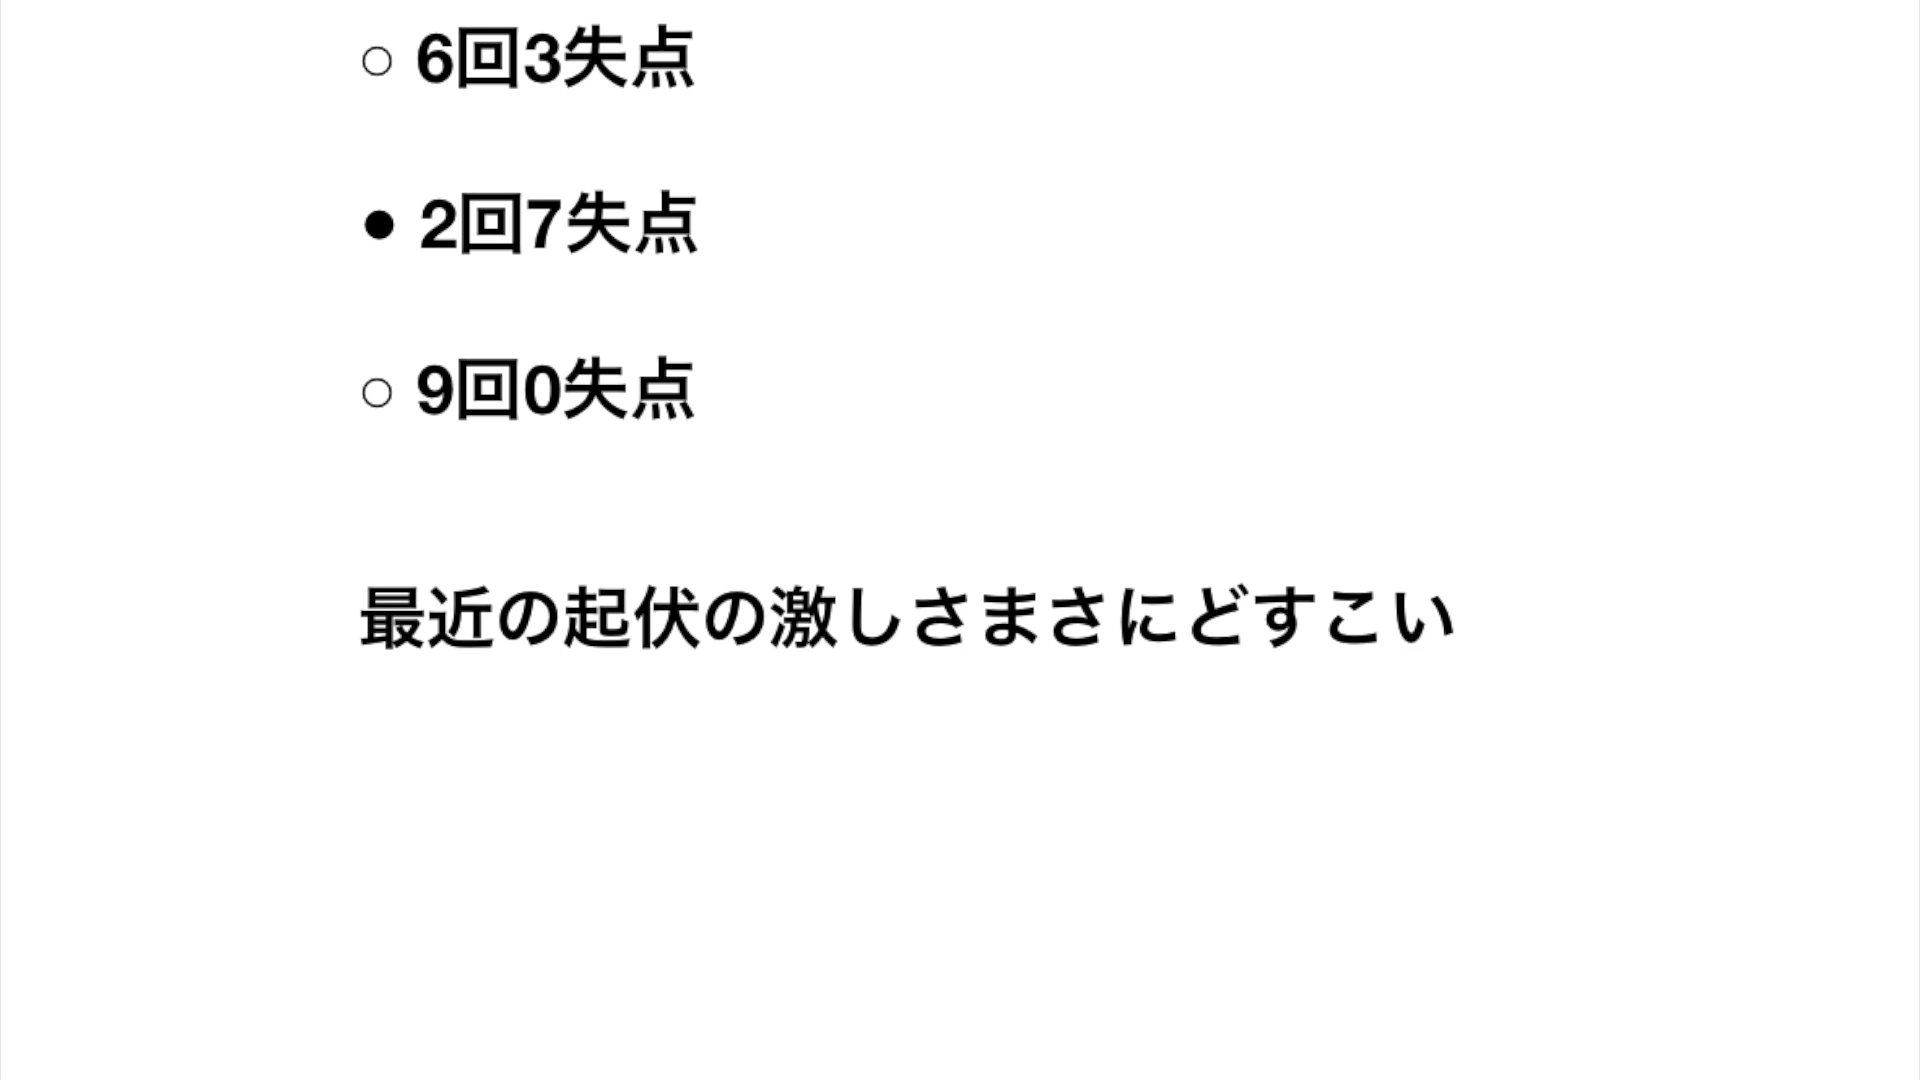 ○ 6回3失点
● 2回7失点
○ 9回0失点
最近の起伏の激しさまさにどすこい